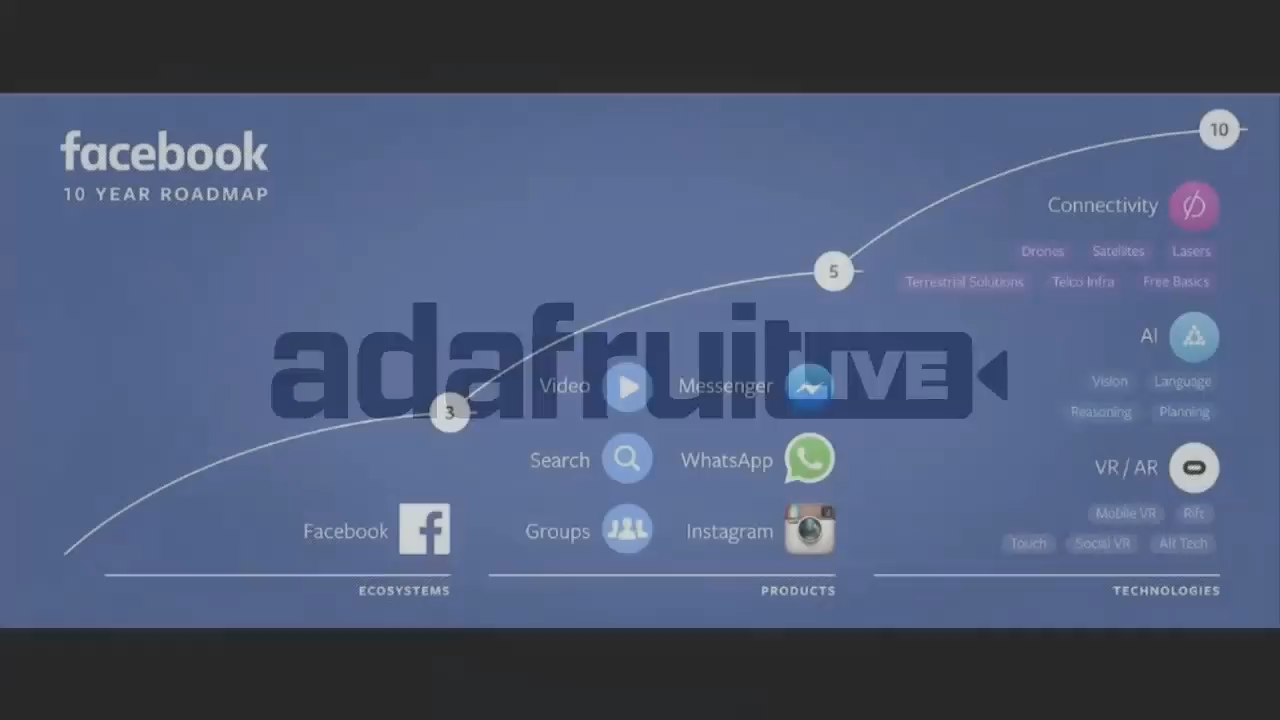 facebook
10 YEAR ROADMAP
10
Connectivity
Drones Satellites Lasers
Terrestrial Solutions Telco Infra Free Basics
5
AI
Vision Language
Reasoning Planning
adafruit LIVE
Video Messenger
3
Search WhatsApp
VR / AR
Mobile VR Rift
Touch Social VR AR Tech
Facebook f Groups Instagram
ECOSYSTEMS PRODUCTS TECHNOLOGIES